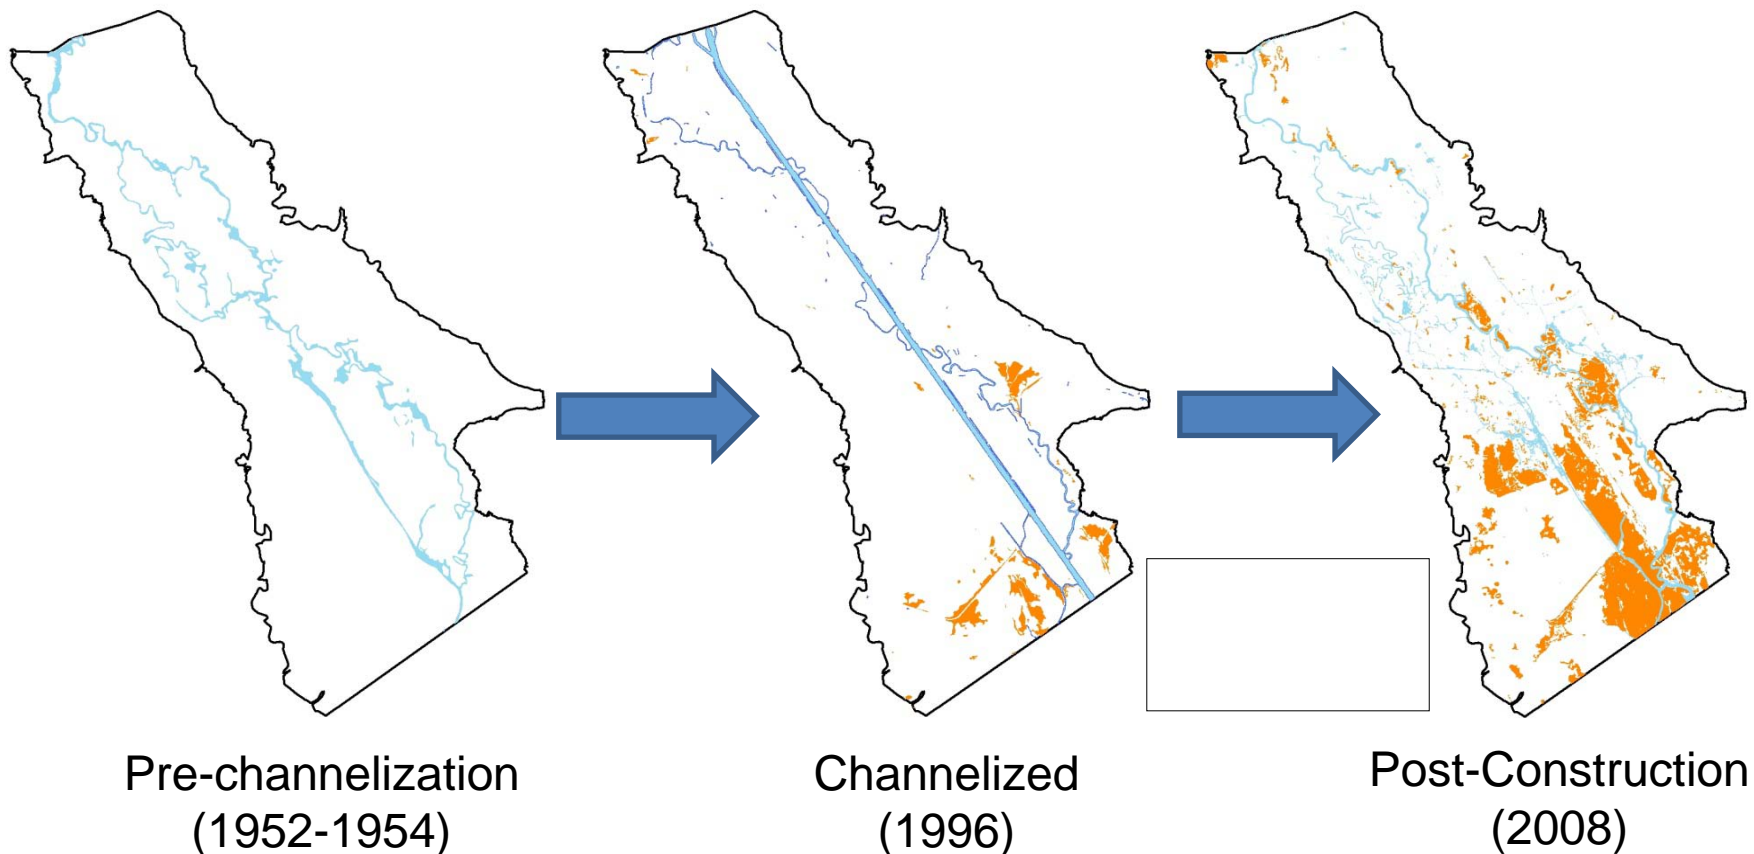 Pre-channelization
(1952-1954)
Channelized
(1996)
Post-Construction
(2008)